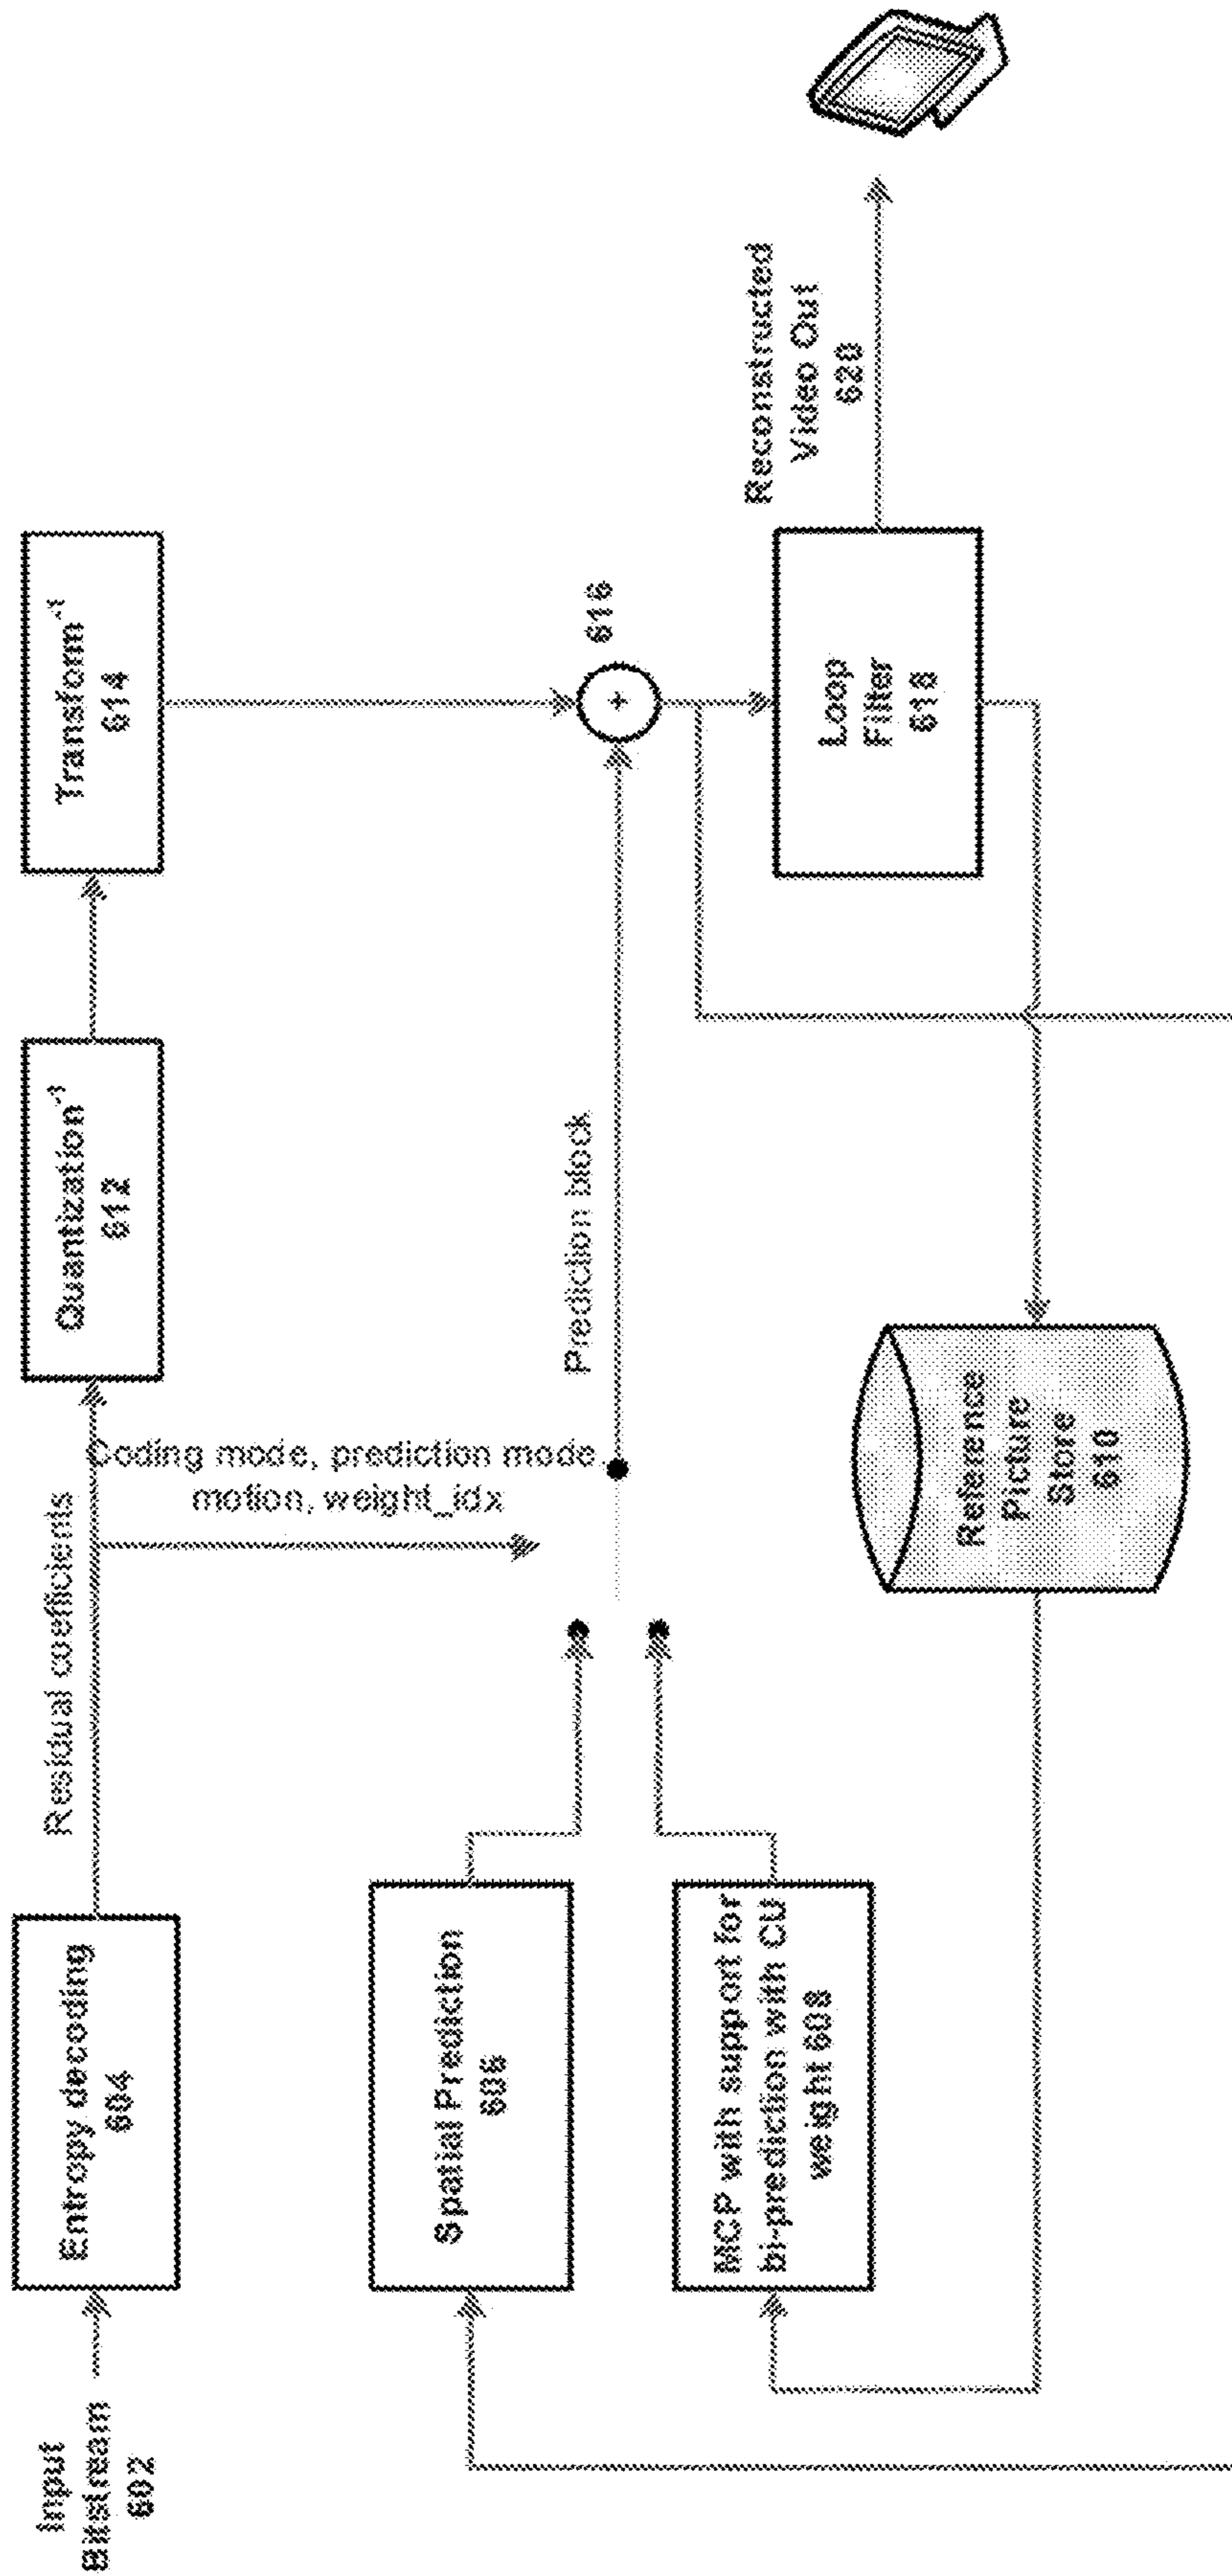 Input
Bitstream
602
Entropy decoding
604
Residual coefficients
Quantization⁻¹
612
Transform⁻¹
614
Coding mode, prediction mode
motion, weight_idx
Spatial Prediction
606
Prediction block
616
+
MCP with support for
bi-prediction with CU
weight 608
Loop
Filter
618
Reconstructed
Video Out
620
Reference
Picture
Store
610